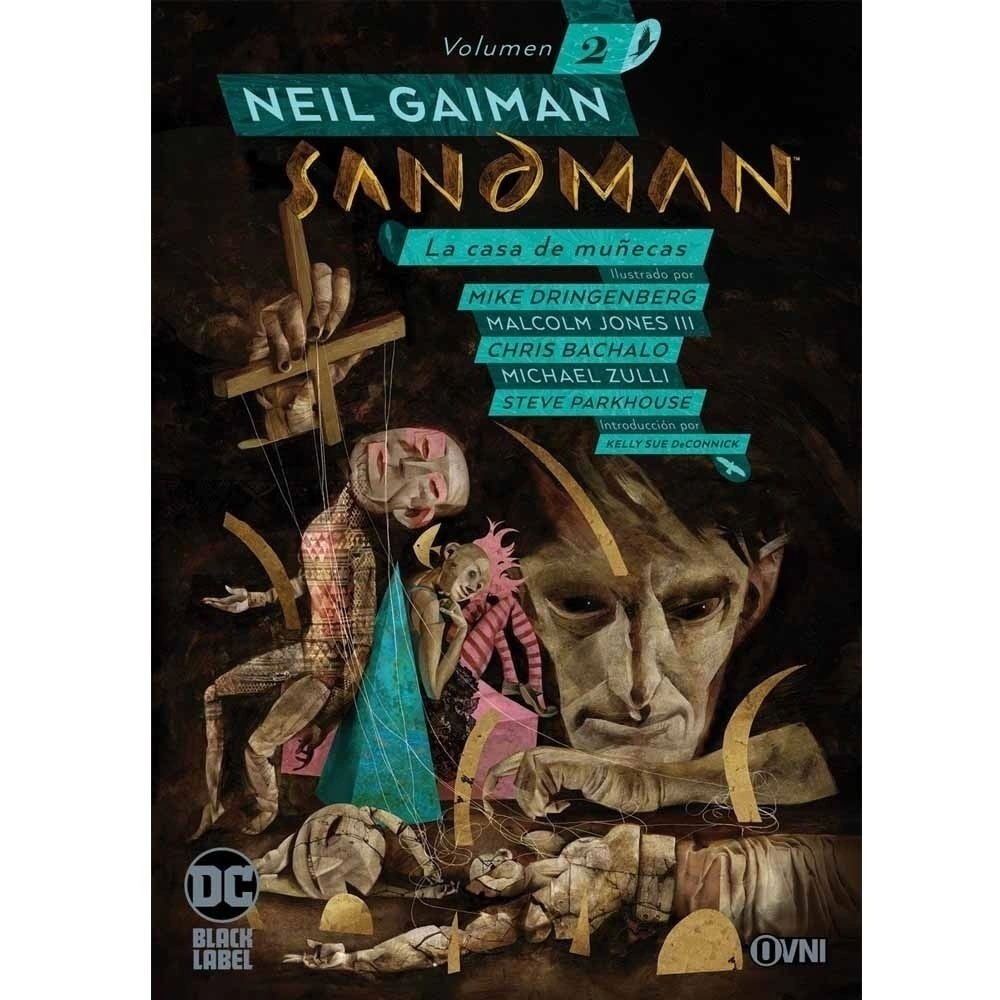 Volumen 2
NEIL GAIMAN
SANDMAN™
La casa de muñecas
Ilustrado por
MIKE DRINGENBERG
MALCOLM JONES III
CHRIS BACHALO
MICHAEL ZULLI
STEVE PARKHOUSE
Introducción por
KELLY SUE DeCONNICK
DC
BLACK
LABEL
OVNI